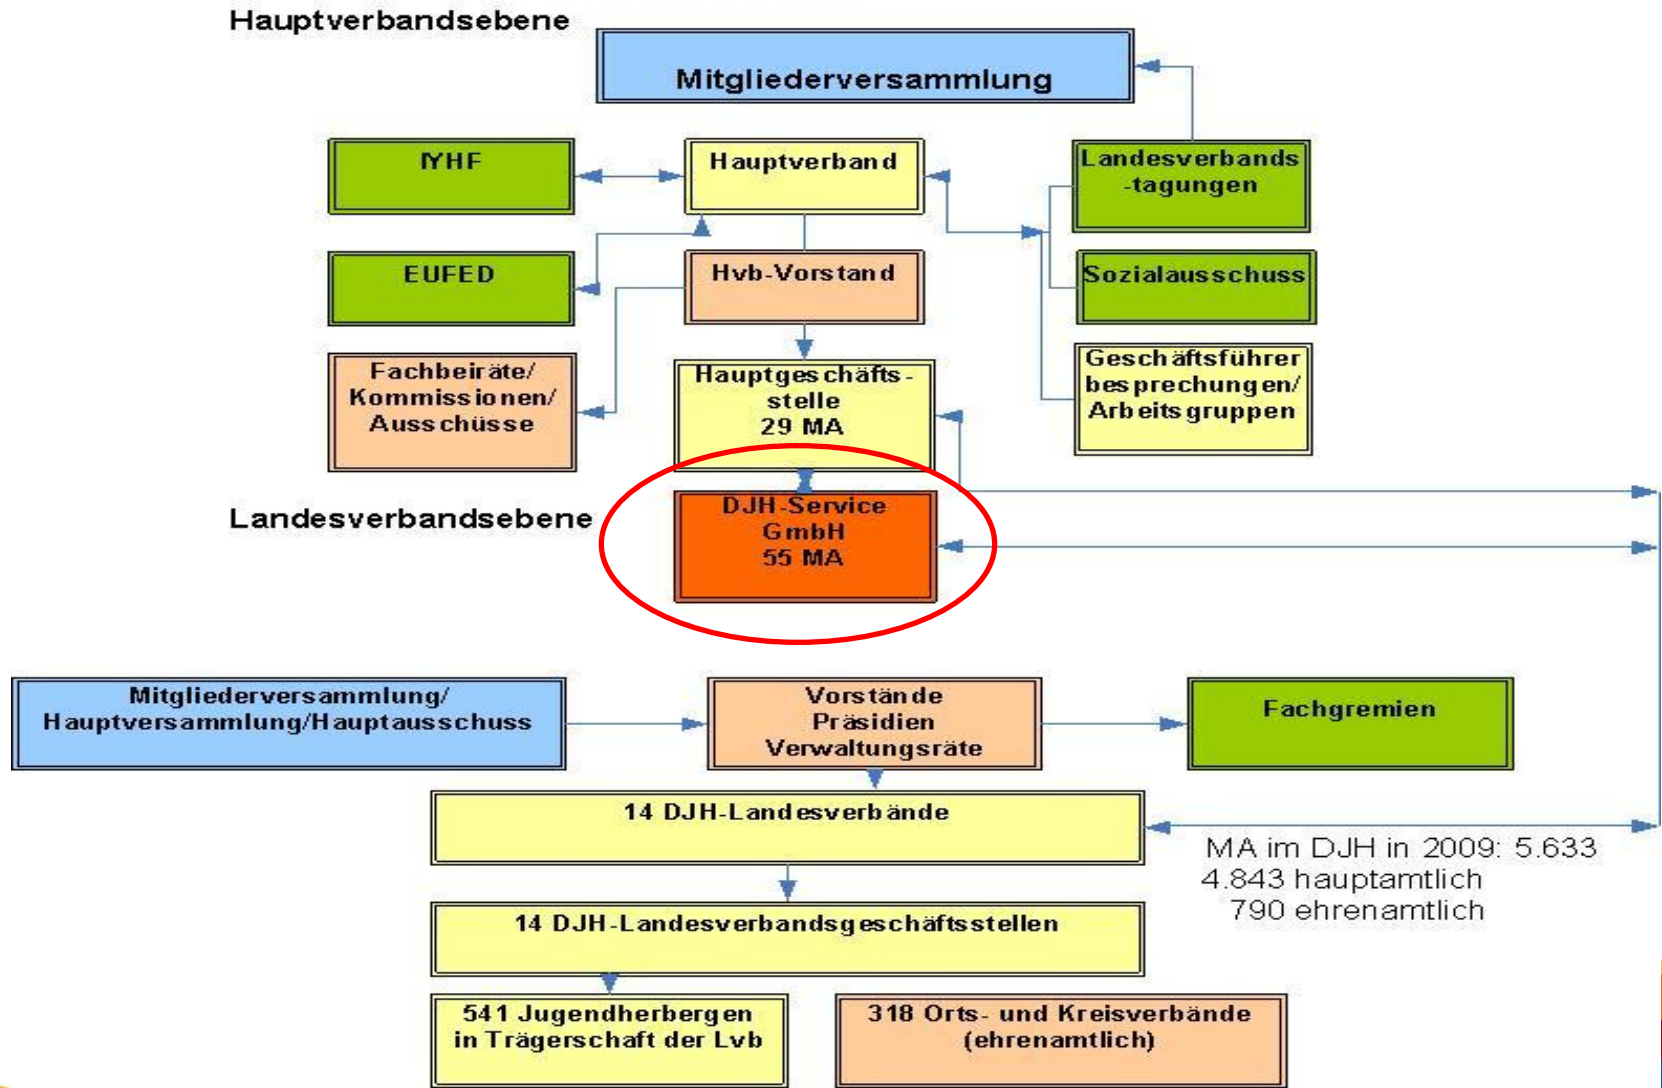 Hauptverbandsebene
Mitgliederversammlung
IYHF
Hauptverband
Landesverbands
-tagungen
EUFED
Hvb-Vorstand
Sozialausschuss
Fachbeiräte/
Kommissionen/
Ausschüsse
Hauptgeschäfts-
stelle
29 MA
Geschäftsführer
besprechungen/
Arbeitsgruppen
Landesverbandsebene
DJH-Service
GmbH
55 MA
Mitgliederversammlung/
Hauptversammlung/Hauptausschuss
Vorstände
Präsidien
Verwaltungsräte
Fachgremien
14 DJH-Landesverbände
MA im DJH in 2009: 5.633
4.843 hauptamtlich
790 ehrenamtlich
14 DJH-Landesverbandsgeschäftsstellen
541 Jugendherbergen
in Trägerschaft der Lvb
318 Orts- und Kreisverbände
(ehrenamtlich)